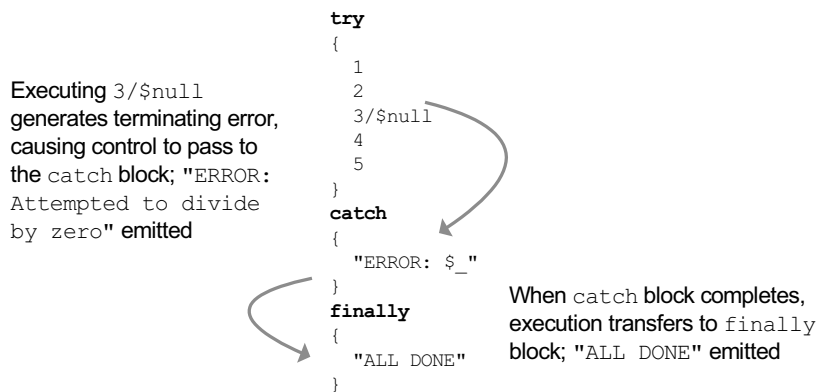 try
{
1
2
3/$null
4
5
}
catch
{
"ERROR: $_"
}
finally
{
"ALL DONE"
}
Executing 3/$null
generates terminating error,
causing control to pass to
the catch block; "ERROR:
Attempted to divide
by zero" emitted
When catch block completes,
execution transfers to finally
block; "ALL DONE" emitted